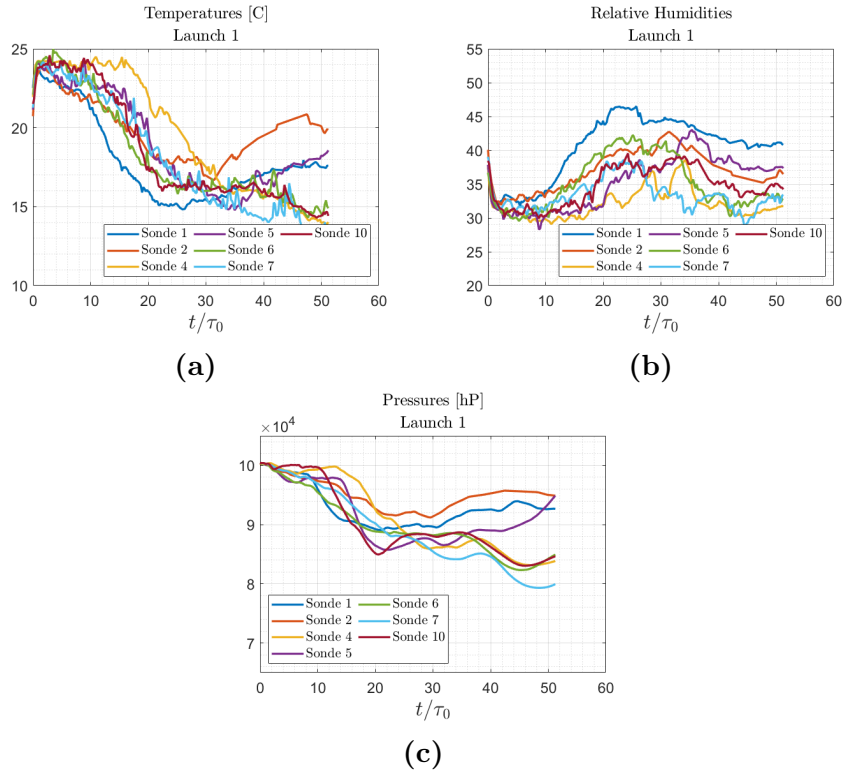 Temperatures [C]
Launch 1
25
20
15
10
0 10 20 30 40 50 60
t/τ0
Sonde 1 Sonde 5 Sonde 10
Sonde 2 Sonde 6
Sonde 4 Sonde 7
(a)
Relative Humidities
Launch 1
55
50
45
40
35
30
25
20
0 10 20 30 40 50 60
t/τ0
Sonde 1 Sonde 5 Sonde 10
Sonde 2 Sonde 6
Sonde 4 Sonde 7
(b)
Pressures [hP]
Launch 1
×10⁴
10
9
8
7
0 10 20 30 40 50 60
t/τ0
Sonde 1 Sonde 6
Sonde 2 Sonde 7
Sonde 4 Sonde 10
Sonde 5
(c)